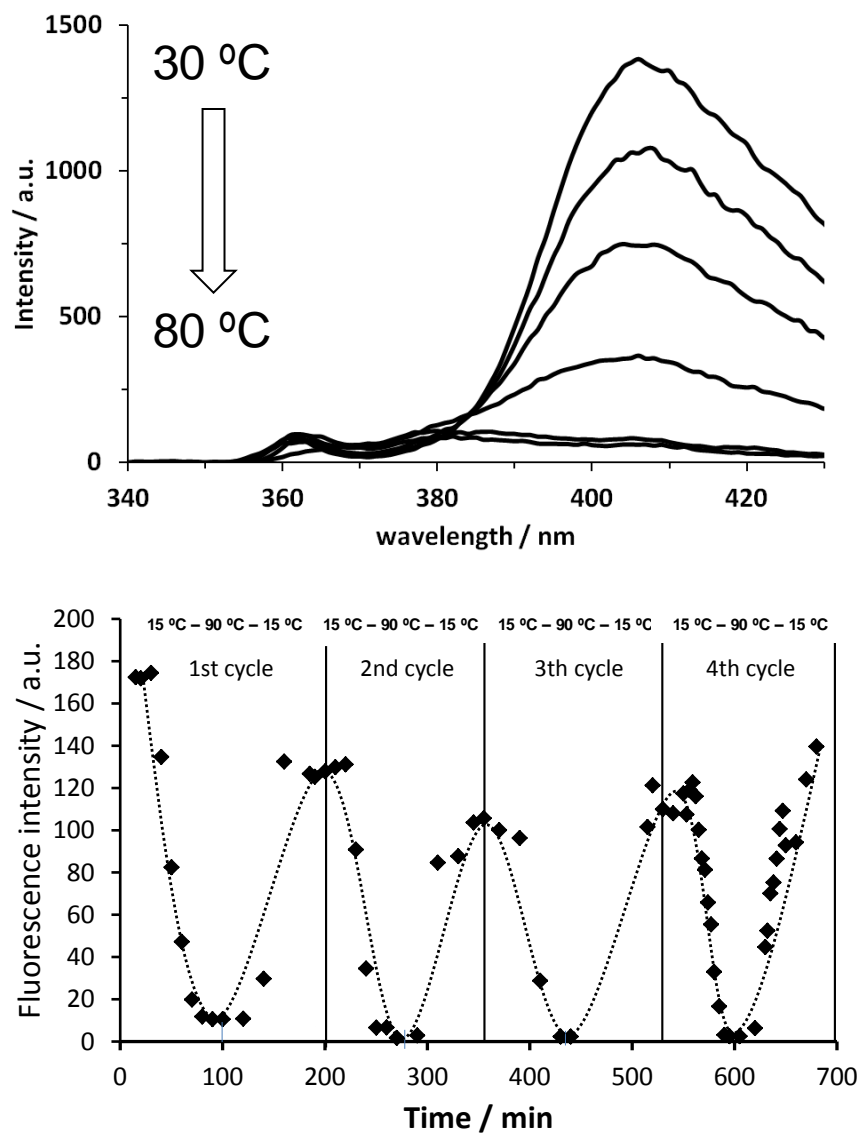 1500
30 ºC
1000
Intensity / a.u.
500
80 ºC
0
340 360 380 400 420
wavelength / nm
200
15 ºC – 90 ºC – 15 ºC 15 ºC – 90 ºC – 15 ºC 15 ºC – 90 ºC – 15 ºC 15 ºC – 90 ºC – 15 ºC
180
1st cycle 2nd cycle 3th cycle 4th cycle
160
140
120
100
80
60
40
20
0
Fluorescence intensity / a.u.
0 100 200 300 400 500 600 700
Time / min